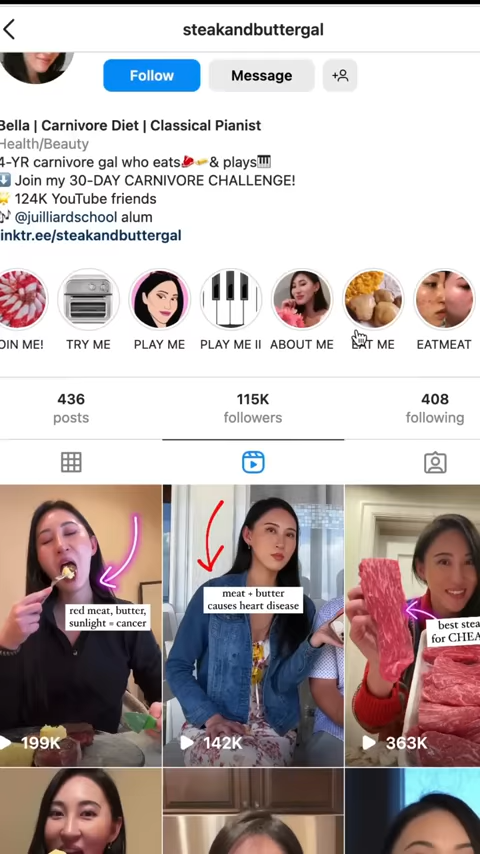 steakandbuttergal
Follow
Message
Bella | Carnivore Diet | Classical Pianist
Health/Beauty
4-YR carnivore gal who eats🥩🧈& plays🎹
⬇️ Join my 30-DAY CARNIVORE CHALLENGE!
🌟 124K YouTube friends
🎶 @juilliardschool alum
linktr.ee/steakandbuttergal
OIN ME!
TRY ME
PLAY ME
PLAY ME II
ABOUT ME
EAT ME
EATMEAT
436
115K
408
posts
followers
following
red meat, butter,
sunlight = cancer
meat + butter
causes heart disease
best stea
for CHEA
199K
142K
363K